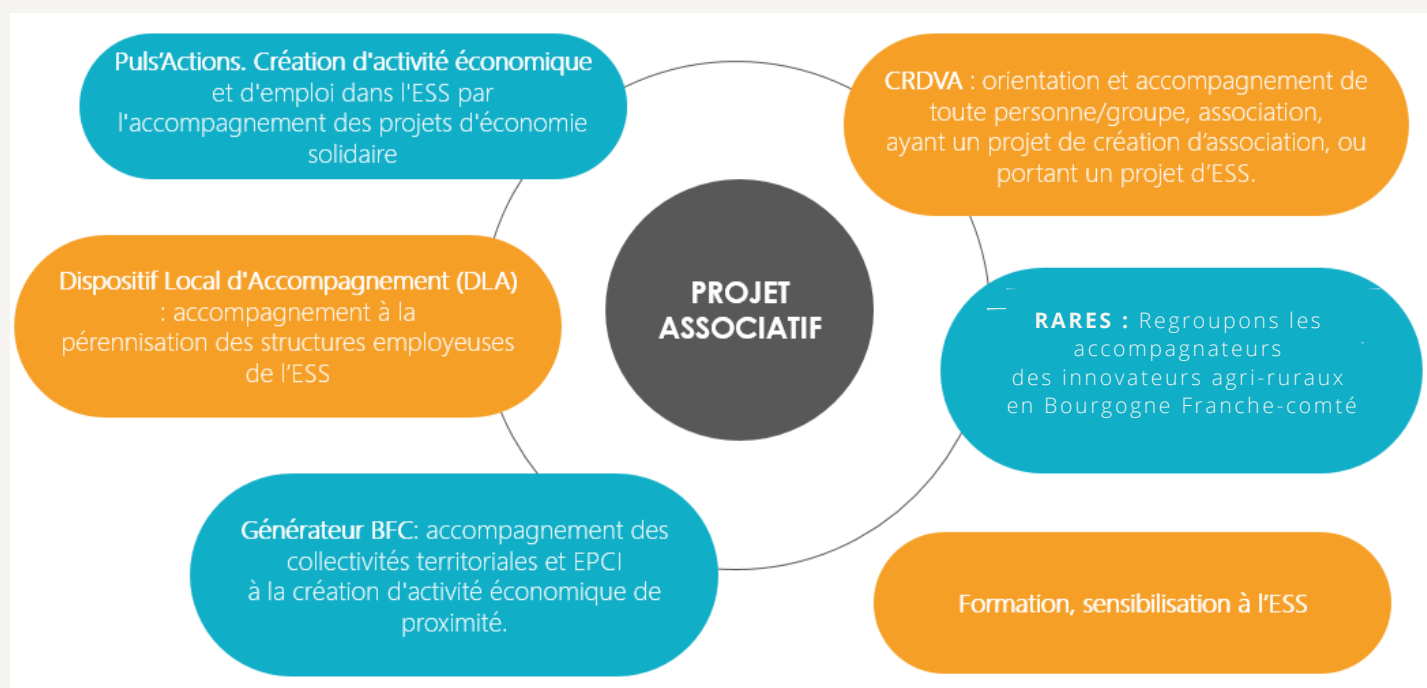 Puls'Actions. Création d'activité économique
et d'emploi dans l'ESS par
l'accompagnement des projets d'économie
solidaire
CRDVA : orientation et accompagnement de
toute personne/groupe, association,
ayant un projet de création d'association, ou
portant un projet d'ESS.
Dispositif Local d'Accompagnement (DLA)
: accompagnement à la
pérennisation des structures employeuses
de l'ESS
PROJET
ASSOCIATIF
RARES : Regroupons les
accompagnateurs
des innovateurs agri-ruraux
en Bourgogne Franche-comté
Générateur BFC: accompagnement des
collectivités territoriales et EPCI
à la création d'activité économique de
proximité.
Formation, sensibilisation à l'ESS